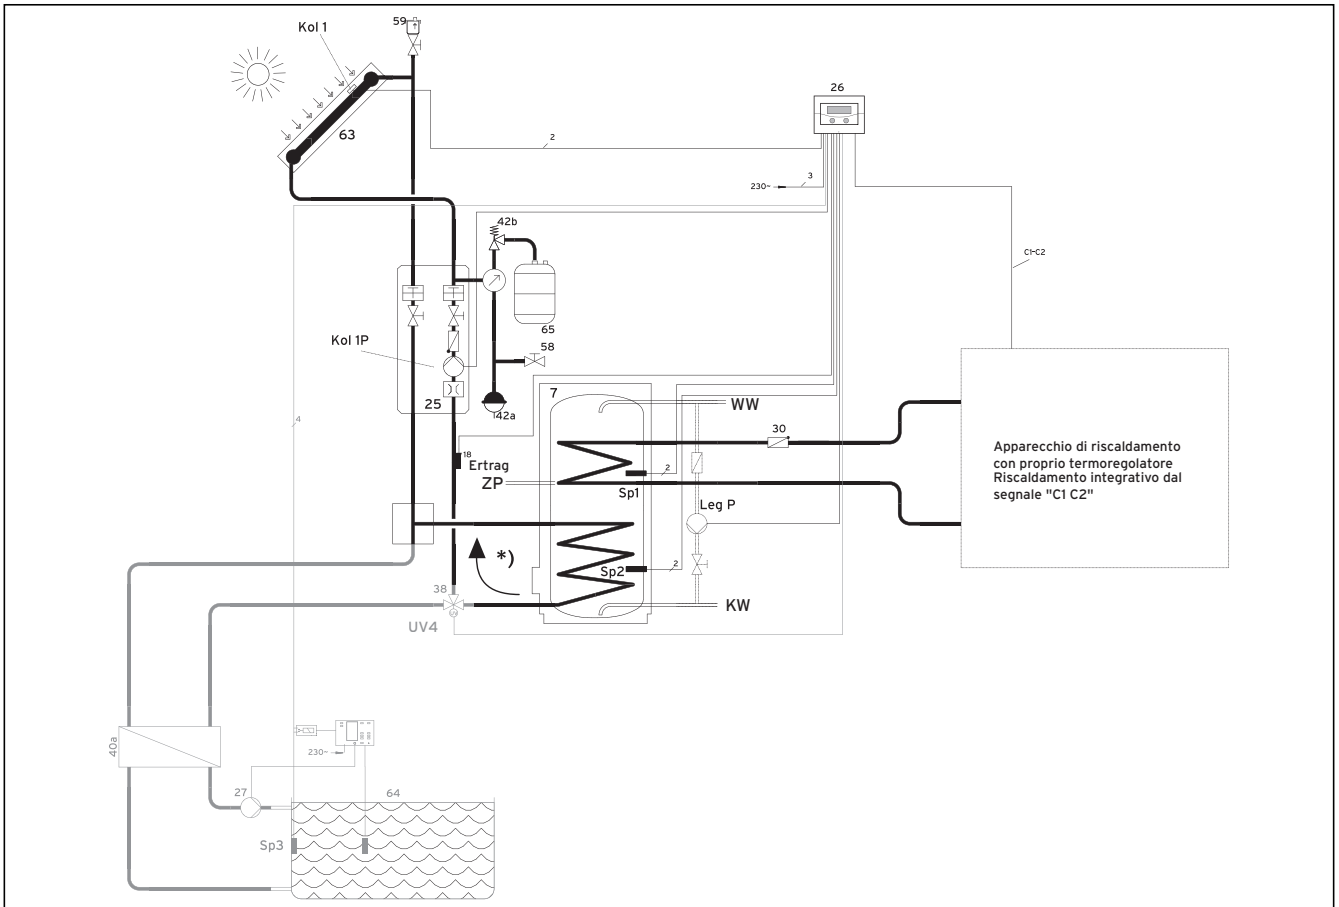 59
Kol 1
26
63
2
3
230~
42b
C1-C2
65
Kol 1P
58
7
25
42a
WW
4
30
18
Ertrag
ZP
2
Sp1
Apparecchio di riscaldamento
con proprio termoregolatore
Riscaldamento integrativo dal
segnale "C1 C2"
Leg P
*)
2
Sp2
38
KW
UV4
40a
230~
27
64
Sp3